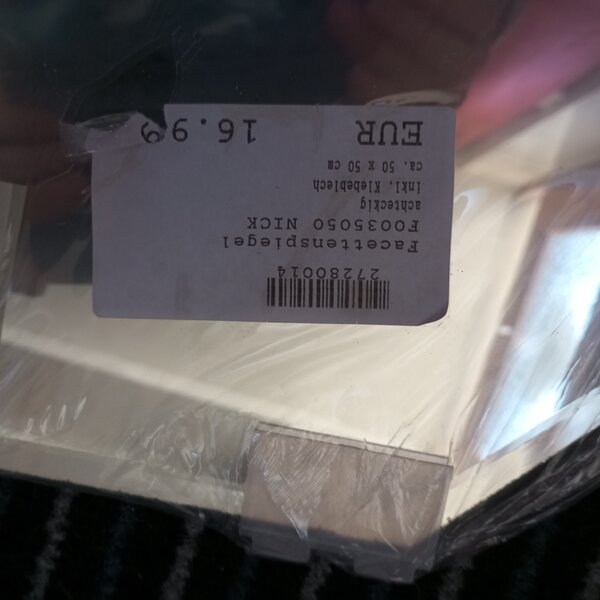 27280014
Facettenspiegel
F0035050 NICK
achteckig
inkl. Klebeblech
ca. 50 x 50 cm
EUR 16.99